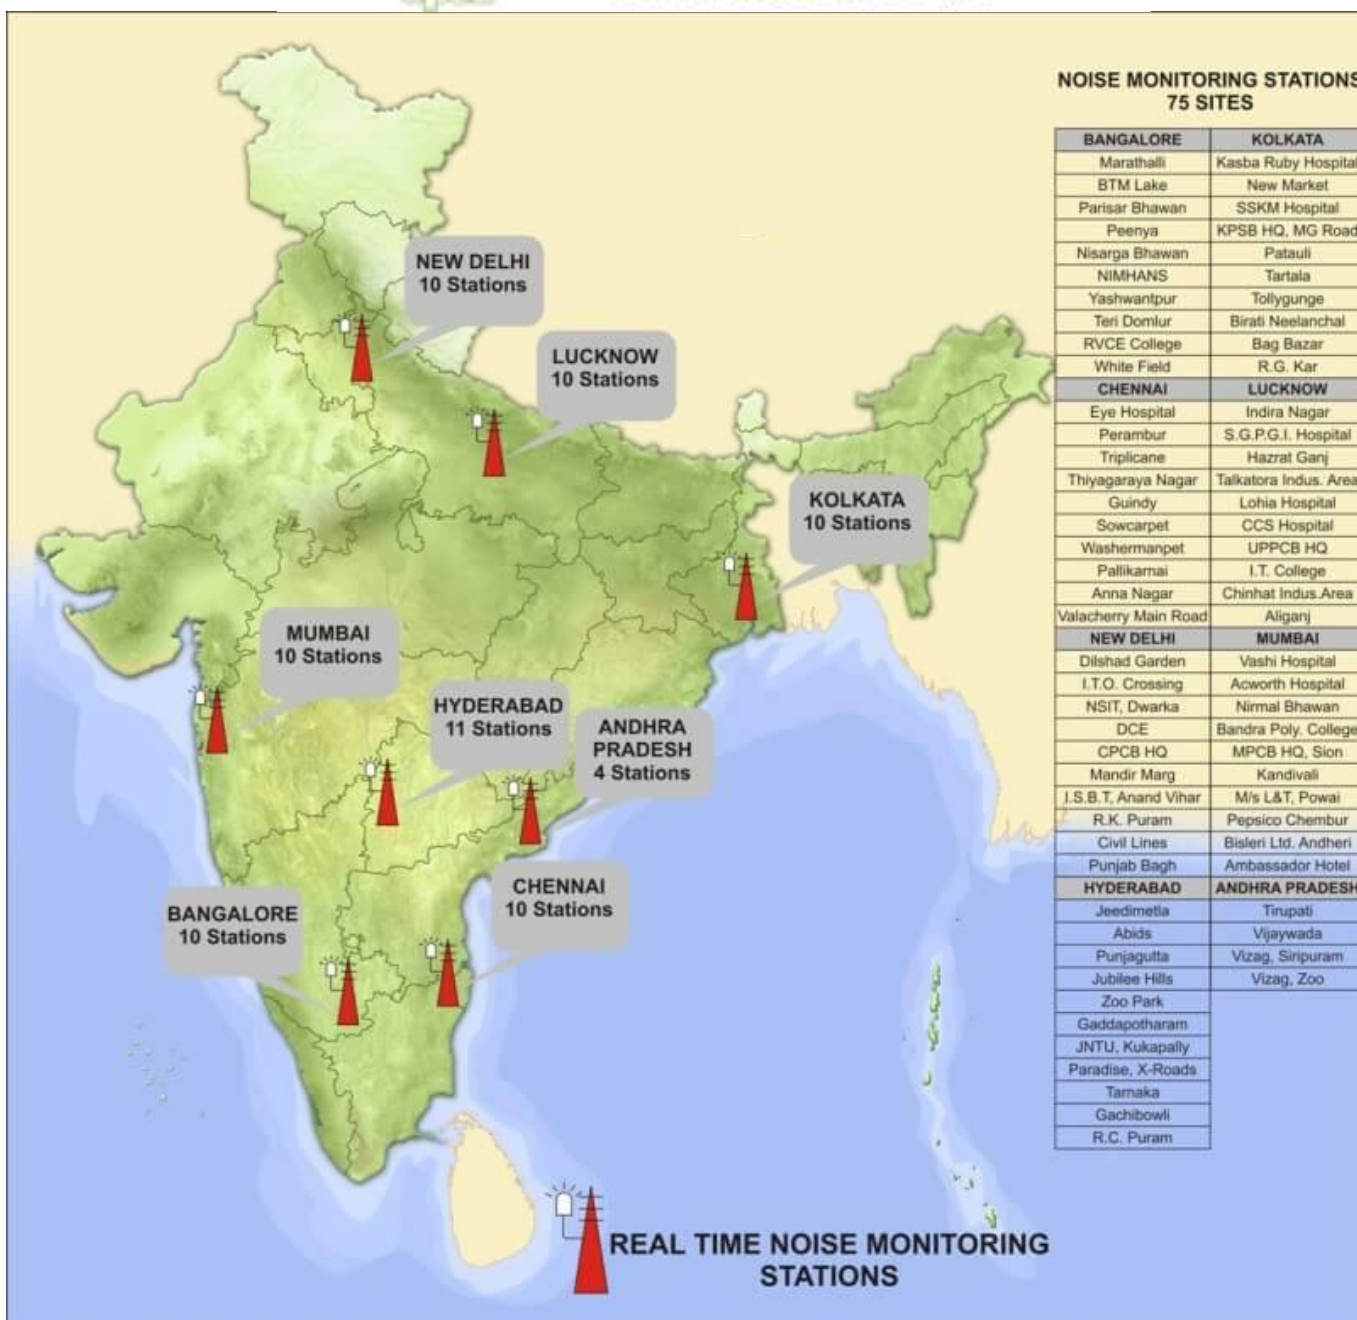 NOISE MONITORING STATIONS
75 SITES
BANGALORE KOLKATA
Marathalli Kasba Ruby Hospital
BTM Lake New Market
Parisar Bhawan SSKM Hospital
Peenya KPSB HQ, MG Road
Nisarga Bhawan Patauli
NIMHANS Tartala
Yashwantpur Tollygunge
Teri Domlur Birati Neelanchal
RVCE College Bag Bazar
White Field R.G. Kar
CHENNAI LUCKNOW
Eye Hospital Indira Nagar
Perambur S.G.P.G.I. Hospital
Triplicane Hazrat Ganj
Thiyagaraya Nagar Talkatora Indus. Area
Guindy Lohia Hospital
Sowcarpet CCS Hospital
Washermanpet UPPCB HQ
Pallikarnai I.T. College
Anna Nagar Chinhat Indus.Area
Valacherry Main Road Aliganj
NEW DELHI MUMBAI
Dilshad Garden Vashi Hospital
I.T.O. Crossing Acworth Hospital
NSIT, Dwarka Nirmal Bhawan
DCE Bandra Poly. College
CPCB HQ MPCB HQ, Sion
Mandir Marg Kandivali
I.S.B.T, Anand Vihar M/s L&T, Powai
R.K. Puram Pepsico Chembur
Civil Lines Bisleri Ltd. Andheri
Punjab Bagh Ambassador Hotel
HYDERABAD ANDHRA PRADESH
Jeedimetla Tirupati
Abids Vijaywada
Punjagutta Vizag, Siripuram
Jubilee Hills Vizag, Zoo
Zoo Park
Gaddapotharam
JNTU, Kukapally
Paradise, X-Roads
Tarnaka
Gachibowli
R.C. Puram
NEW DELHI
10 Stations
LUCKNOW
10 Stations
KOLKATA
10 Stations
MUMBAI
10 Stations
HYDERABAD
11 Stations
ANDHRA
PRADESH
4 Stations
CHENNAI
10 Stations
BANGALORE
10 Stations
REAL TIME NOISE MONITORING
STATIONS